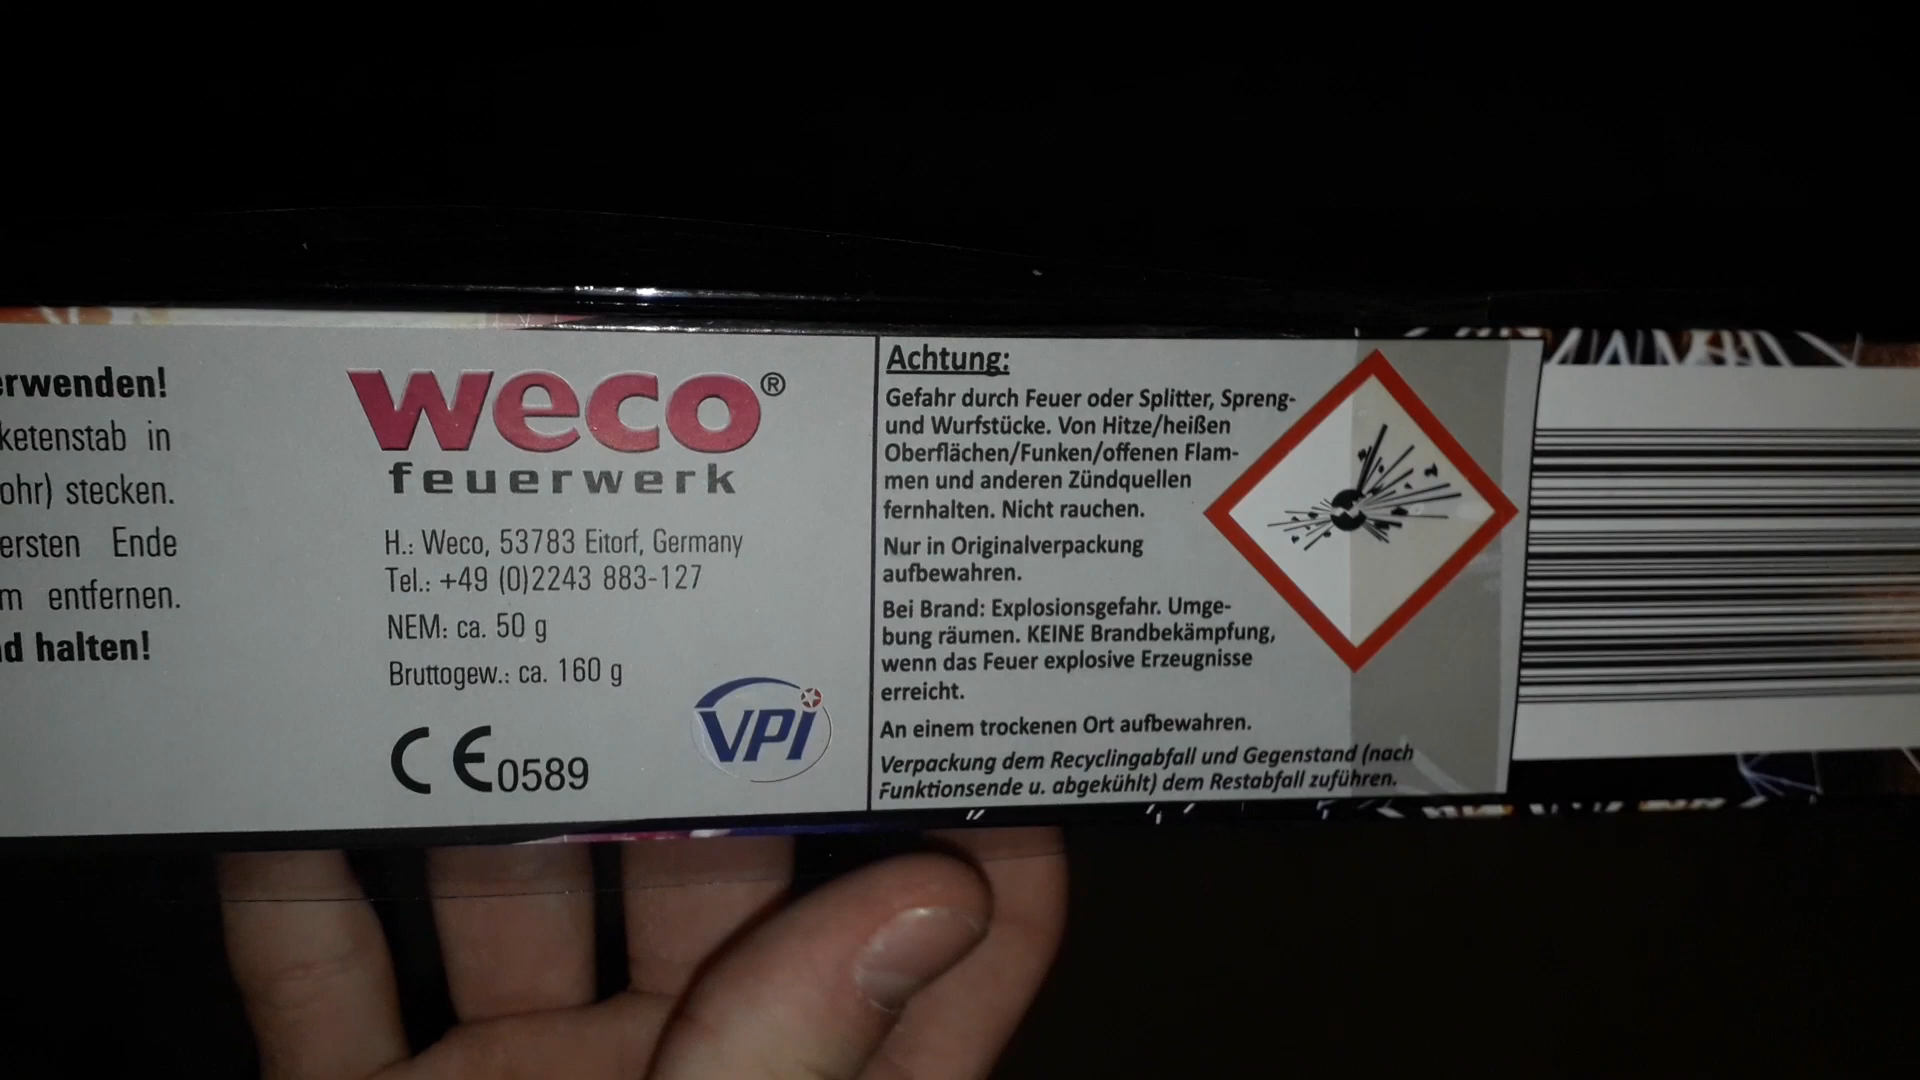 erwenden!
ketenstab in
ohr) stecken.
ersten Ende
m entfernen.
d halten!
weco®
feuerwerk
H.: Weco, 53783 Eitorf, Germany
Tel.: +49 (0)2243 883-127
NEM: ca. 50 g
Bruttogew.: ca. 160 g
CE0589
VPI
Achtung:
Gefahr durch Feuer oder Splitter, Spreng-
und Wurfstücke. Von Hitze/heißen
Oberflächen/Funken/offenen Flam-
men und anderen Zündquellen
fernhalten. Nicht rauchen.
Nur in Originalverpackung
aufbewahren.
Bei Brand: Explosionsgefahr. Umge-
bung räumen. KEINE Brandbekämpfung,
wenn das Feuer explosive Erzeugnisse
erreicht.
An einem trockenen Ort aufbewahren.
Verpackung dem Recyclingabfall und Gegenstand (nach
Funktionsende u. abgekühlt) dem Restabfall zuführen.